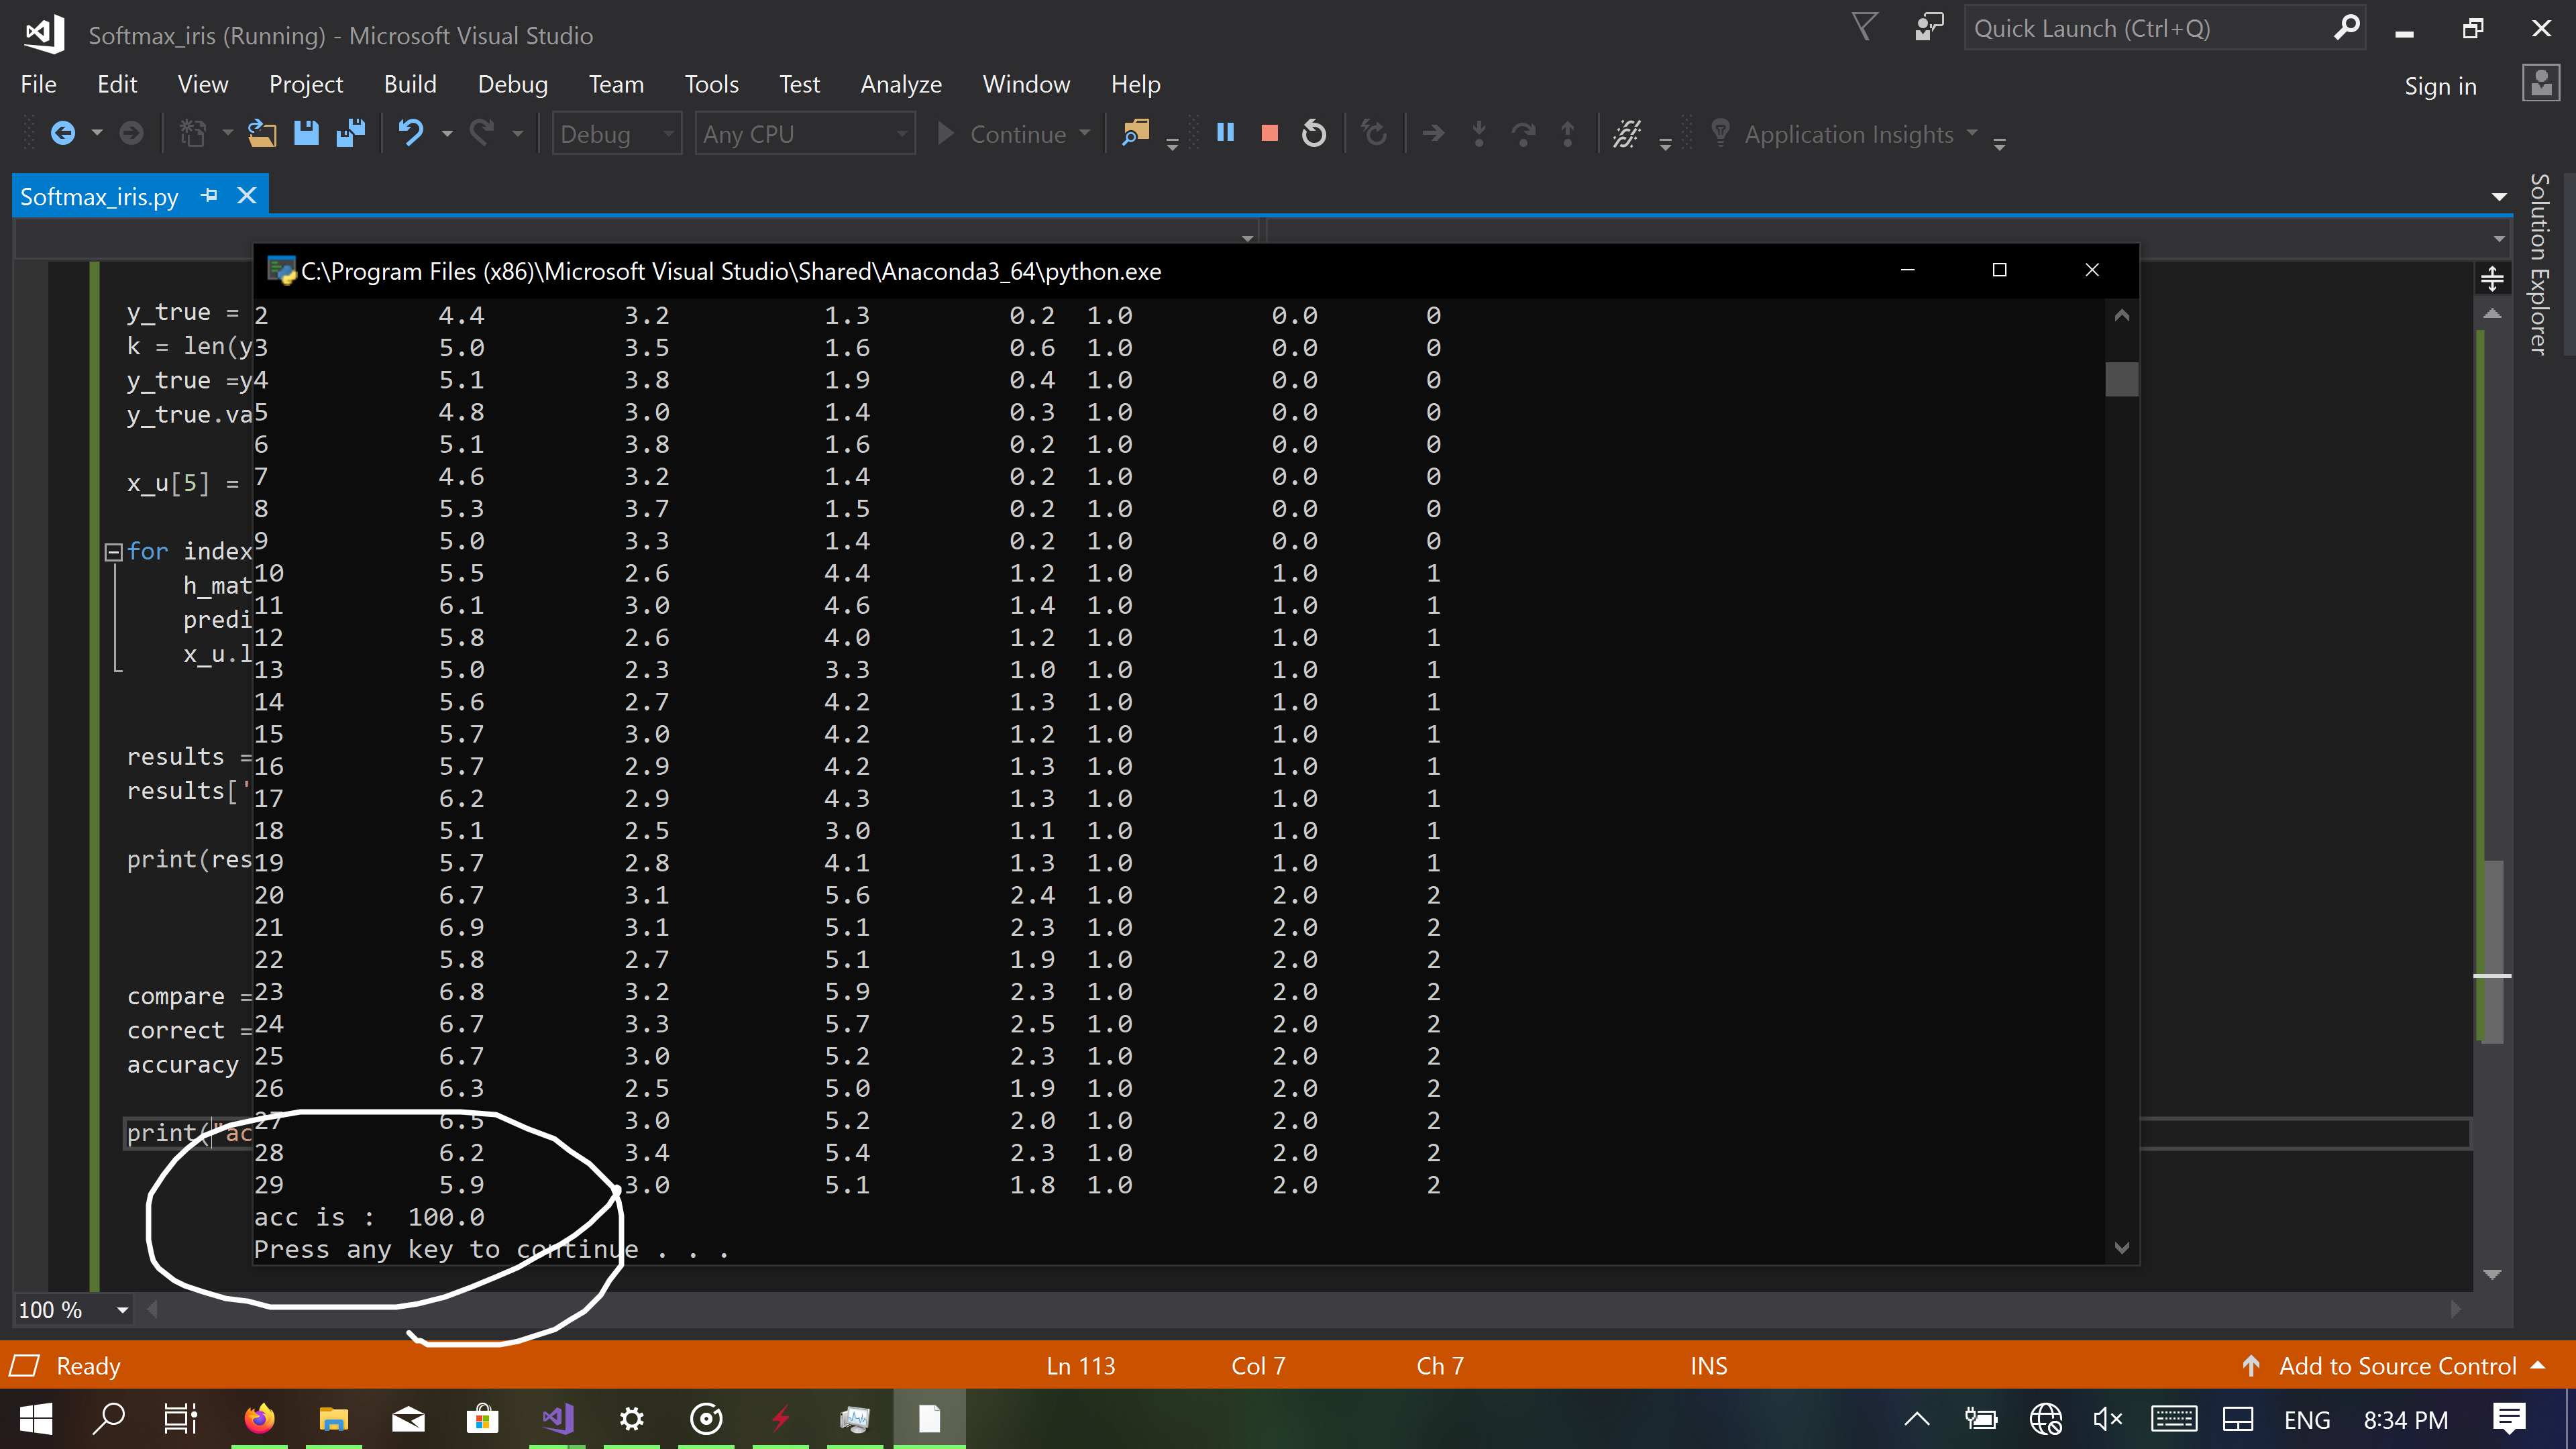 Softmax_iris (Running) - Microsoft Visual Studio
Quick Launch (Ctrl+Q)
File Edit View Project Build Debug Team Tools Test Analyze Window Help
Sign in
Debug Any CPU Continue Application Insights
Softmax_iris.py
Solution Explorer
C:\Program Files (x86)\Microsoft Visual Studio\Shared\Anaconda3_64\python.exe
y_true =
k = len(y
y_true =y
y_true.va
x_u[5] =
for index
h_mat
predi
x_u.l
results =
results['
print(res
compare =
correct =
accuracy
print("ac
2 4.4 3.2 1.3 0.2 1.0 0.0 0
3 5.0 3.5 1.6 0.6 1.0 0.0 0
4 5.1 3.8 1.9 0.4 1.0 0.0 0
5 4.8 3.0 1.4 0.3 1.0 0.0 0
6 5.1 3.8 1.6 0.2 1.0 0.0 0
7 4.6 3.2 1.4 0.2 1.0 0.0 0
8 5.3 3.7 1.5 0.2 1.0 0.0 0
9 5.0 3.3 1.4 0.2 1.0 0.0 0
10 5.5 2.6 4.4 1.2 1.0 1.0 1
11 6.1 3.0 4.6 1.4 1.0 1.0 1
12 5.8 2.6 4.0 1.2 1.0 1.0 1
13 5.0 2.3 3.3 1.0 1.0 1.0 1
14 5.6 2.7 4.2 1.3 1.0 1.0 1
15 5.7 3.0 4.2 1.2 1.0 1.0 1
16 5.7 2.9 4.2 1.3 1.0 1.0 1
17 6.2 2.9 4.3 1.3 1.0 1.0 1
18 5.1 2.5 3.0 1.1 1.0 1.0 1
19 5.7 2.8 4.1 1.3 1.0 1.0 1
20 6.7 3.1 5.6 2.4 1.0 2.0 2
21 6.9 3.1 5.1 2.3 1.0 2.0 2
22 5.8 2.7 5.1 1.9 1.0 2.0 2
23 6.8 3.2 5.9 2.3 1.0 2.0 2
24 6.7 3.3 5.7 2.5 1.0 2.0 2
25 6.7 3.0 5.2 2.3 1.0 2.0 2
26 6.3 2.5 5.0 1.9 1.0 2.0 2
27 6.5 3.0 5.2 2.0 1.0 2.0 2
28 6.2 3.4 5.4 2.3 1.0 2.0 2
29 5.9 3.0 5.1 1.8 1.0 2.0 2
acc is : 100.0
Press any key to continue . . .
100 %
Ready Ln 113 Col 7 Ch 7 INS Add to Source Control
ENG 8:34 PM